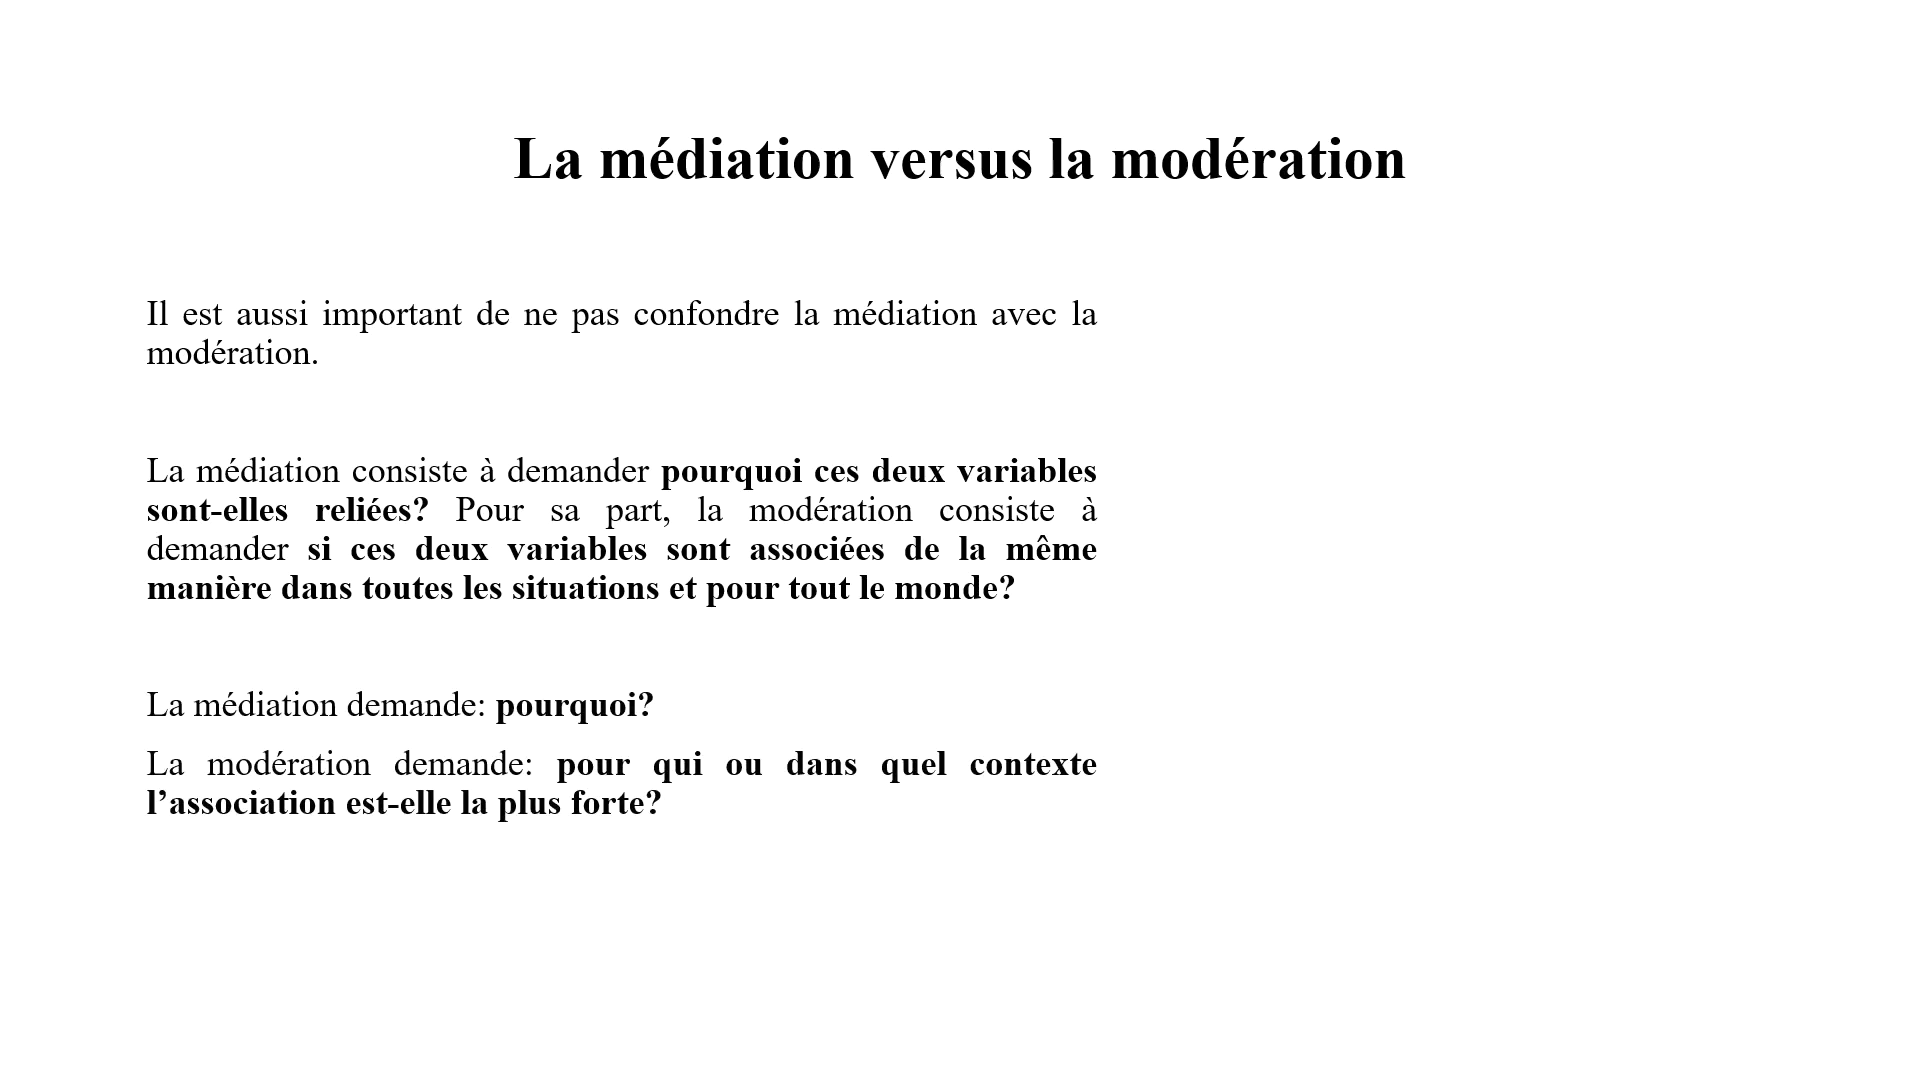 La médiation versus la modération
Il est aussi important de ne pas confondre la médiation avec la
modération.
La médiation consiste à demander pourquoi ces deux variables
sont-elles reliées? Pour sa part, la modération consiste à
demander si ces deux variables sont associées de la même
manière dans toutes les situations et pour tout le monde?
La médiation demande: pourquoi?
La modération demande: pour qui ou dans quel contexte
l’association est-elle la plus forte?